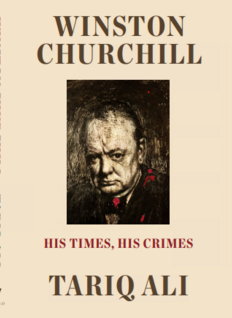 WINSTON
CHURCHILL
HIS TIMES, HIS CRIMES
TARIQ ALI